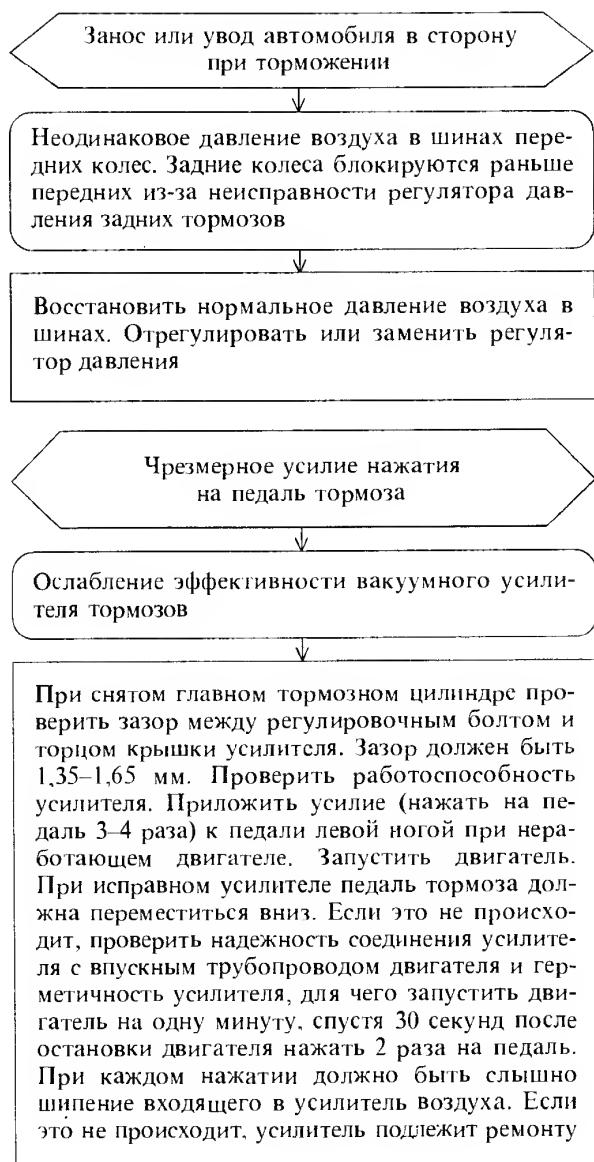 Занос или увод автомобиля в сторону
при торможении
Неодинаковое давление воздуха в шинах пере-
дних колес. Задние колеса блокируются раньше
передних из-за неисправности регулятора дав-
ления задних тормозов
Восстановить нормальное давление воздуха в
шинах. Отрегулировать или заменить регуля-
тор давления
Чрезмерное усилие нажатия
на педаль тормоза
Ослабление эффективности вакуумного усили-
теля тормозов
При снятом главном тормозном цилиндре про-
верить зазор между регулировочным болтом и
торцом крышки усилителя. Зазор должен быть
1,35–1,65 мм. Проверить работоспособность
усилителя. Приложить усилие (нажать на пе-
даль 3–4 раза) к педали левой ногой при нера-
ботающем двигателе. Запустить двигатель.
При исправном усилителе педаль тормоза дол-
жна переместиться вниз. Если это не происхо-
дит, проверить надежность соединения усилите-
ля с впускным трубопроводом двигателя и гер-
метичность усилителя, для чего запустить дви-
гатель на одну минуту, спустя 30 секунд после
остановки двигателя нажать 2 раза на педаль.
При каждом нажатии должно быть слышно
шипение входящего в усилитель воздуха. Если
это не происходит, усилитель подлежит ремонту